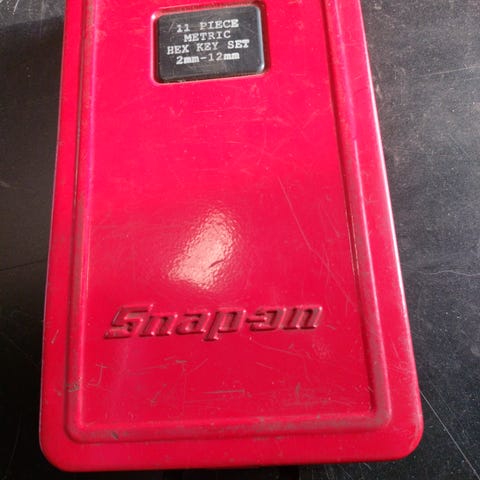 11 PIECE
METRIC
HEX KEY SET
2mm-12mm
Snap-on